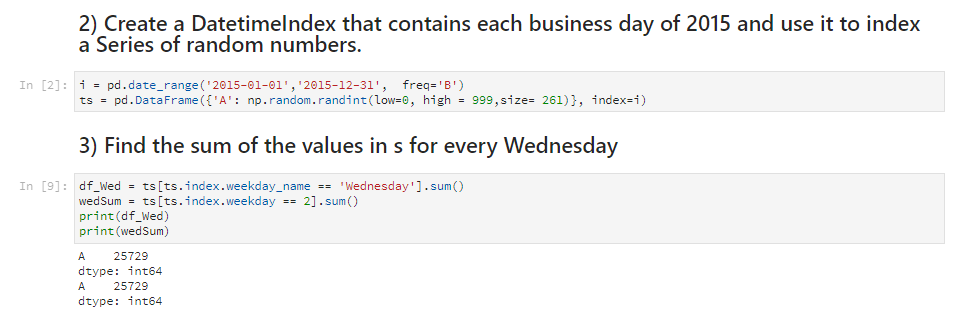 2) Create a DatetimeIndex that contains each business day of 2015 and use it to index
a Series of random numbers.
In [2]: i = pd.date_range('2015-01-01','2015-12-31',  freq='B')
ts = pd.DataFrame({'A': np.random.randint(low=0, high = 999,size= 261)}, index=i)
3) Find the sum of the values in s for every Wednesday
In [9]: df_Wed = ts[ts.index.weekday_name == 'Wednesday'].sum()
wedSum = ts[ts.index.weekday == 2].sum()
print(df_Wed)
print(wedSum)
A    25729
dtype: int64
A    25729
dtype: int64